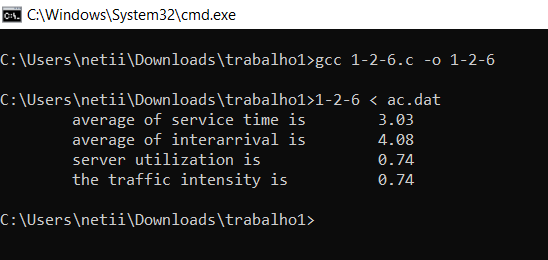 C:\Windows\System32\cmd.exe
C:\Users\netii\Downloads\trabalho1>gcc 1-2-6.c -o 1-2-6
C:\Users\netii\Downloads\trabalho1>1-2-6 < ac.dat
average of service time is 3.03
average of interarrival is 4.08
server utilization is 0.74
the traffic intensity is 0.74
C:\Users\netii\Downloads\trabalho1>